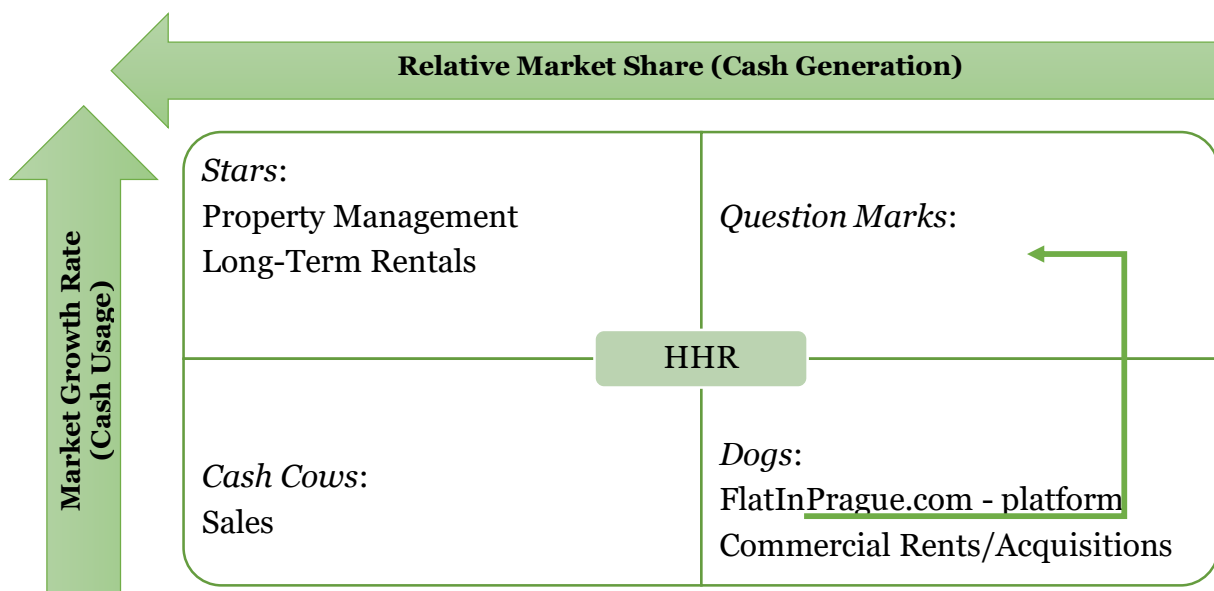 Relative Market Share (Cash Generation)
Market Growth Rate
(Cash Usage)
Stars:
Property Management
Long-Term Rentals
Question Marks:
HHR
Cash Cows:
Sales
Dogs:
FlatInPrague.com - platform
Commercial Rents/Acquisitions